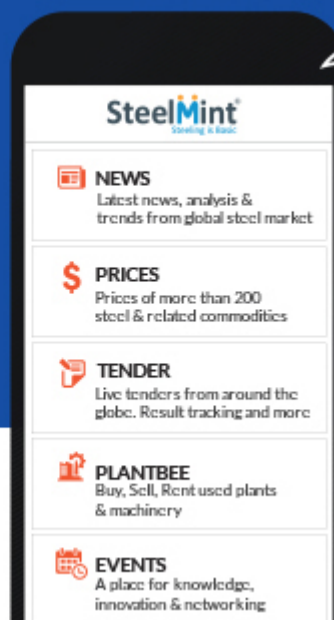 SteelMint
Steeling is Basic
NEWS
Latest news, analysis &
trends from global steel market
PRICES
Prices of more than 200
steel & related commodities
TENDER
Live tenders from around the
globe. Result tracking and more
PLANTBEE
Buy, Sell, Rent used plants
& machinery
EVENTS
A place for knowledge,
innovation & networking